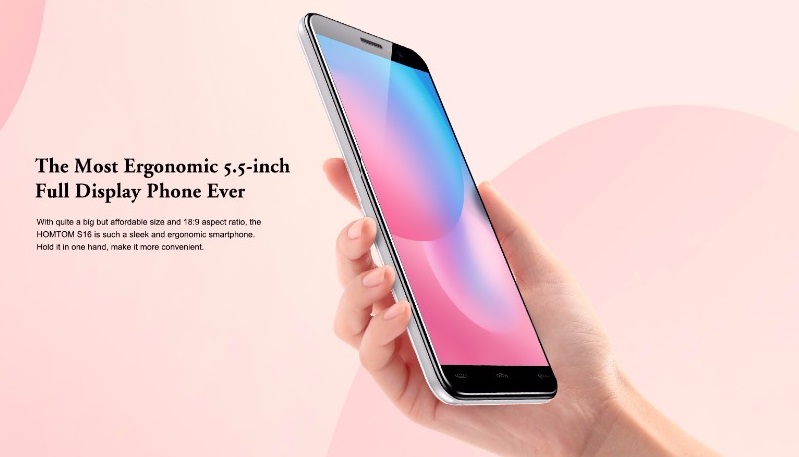 The Most Ergonomic 5.5-inch
Full Display Phone Ever
With quite a big but affordable size and 18:9 aspect ratio, the
HOMTOM S16 is such a sleek and ergonomic smartphone.
Hold it in one hand, make it more convenient.